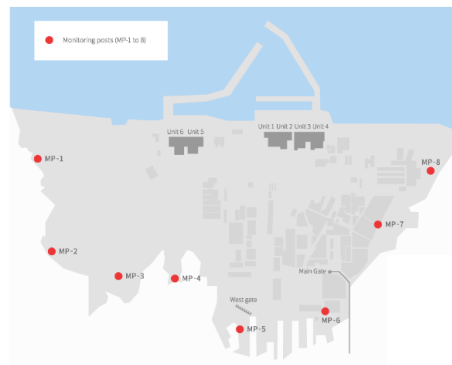 Monitoring posts (MP-1 to 8)
Unit 6 Unit 5
Unit 1 Unit 2 Unit 3 Unit 4
MP-1
MP-8
MP-7
MP-2
MP-3
MP-4
Main Gate
West gate
MP-6
MP-5